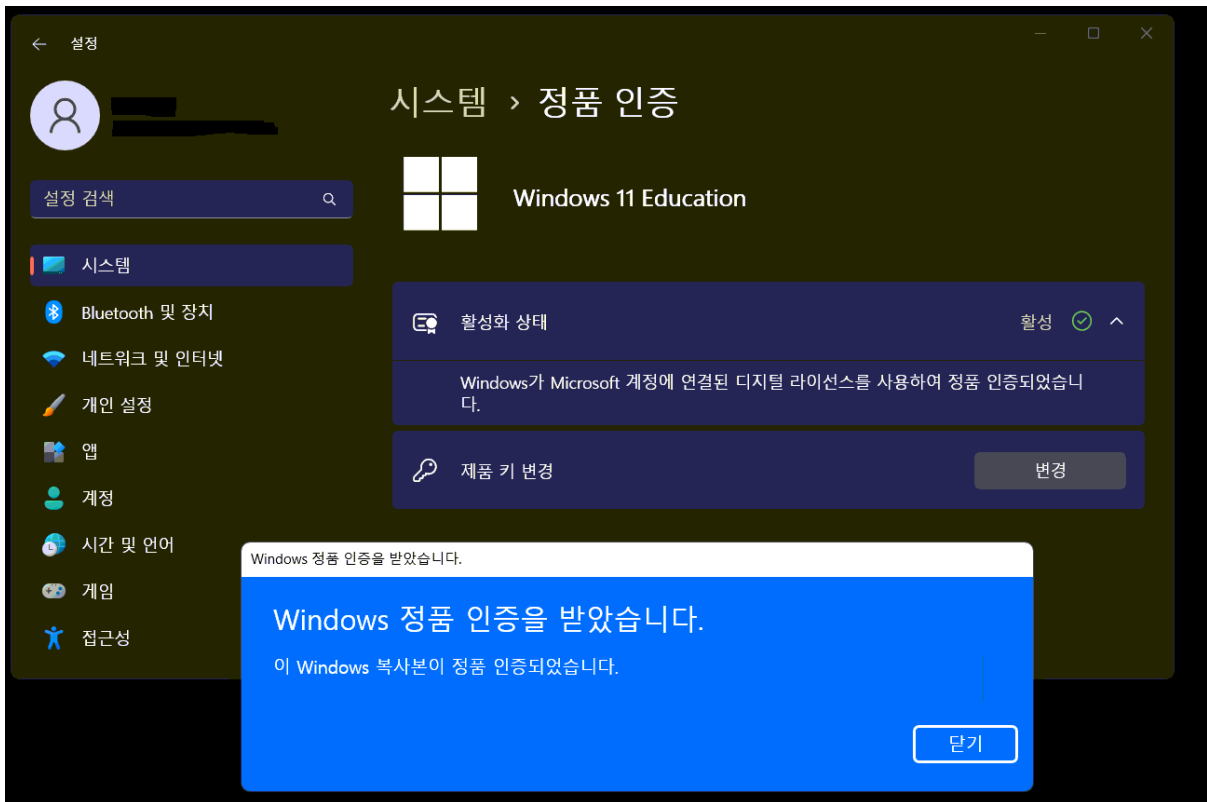 설정
시스템 › 정품 인증
Windows 11 Education
설정 검색
시스템
Bluetooth 및 장치
네트워크 및 인터넷
개인 설정
앱
계정
시간 및 언어
게임
접근성
활성화 상태
활성
Windows가 Microsoft 계정에 연결된 디지털 라이선스를 사용하여 정품 인증되었습니
다.
제품 키 변경
변경
Windows 정품 인증을 받았습니다.
Windows 정품 인증을 받았습니다.
이 Windows 복사본이 정품 인증되었습니다.
닫기